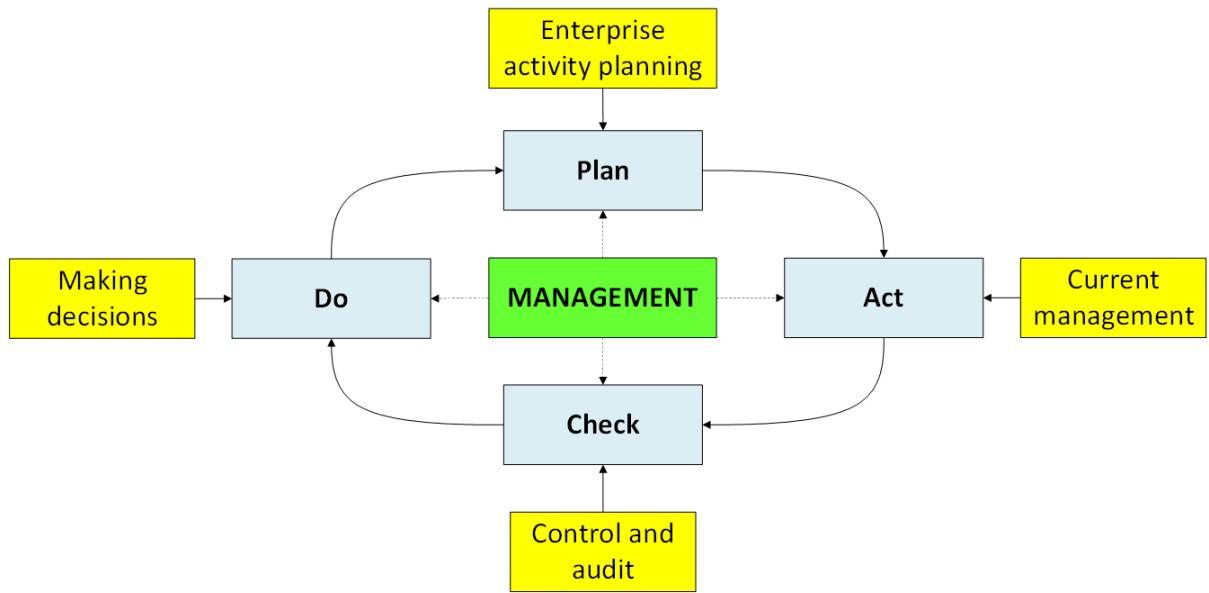 Enterprise
activity planning
Plan
Making
decisions
Do
MANAGEMENT
Act
Current
management
Check
Control and
audit